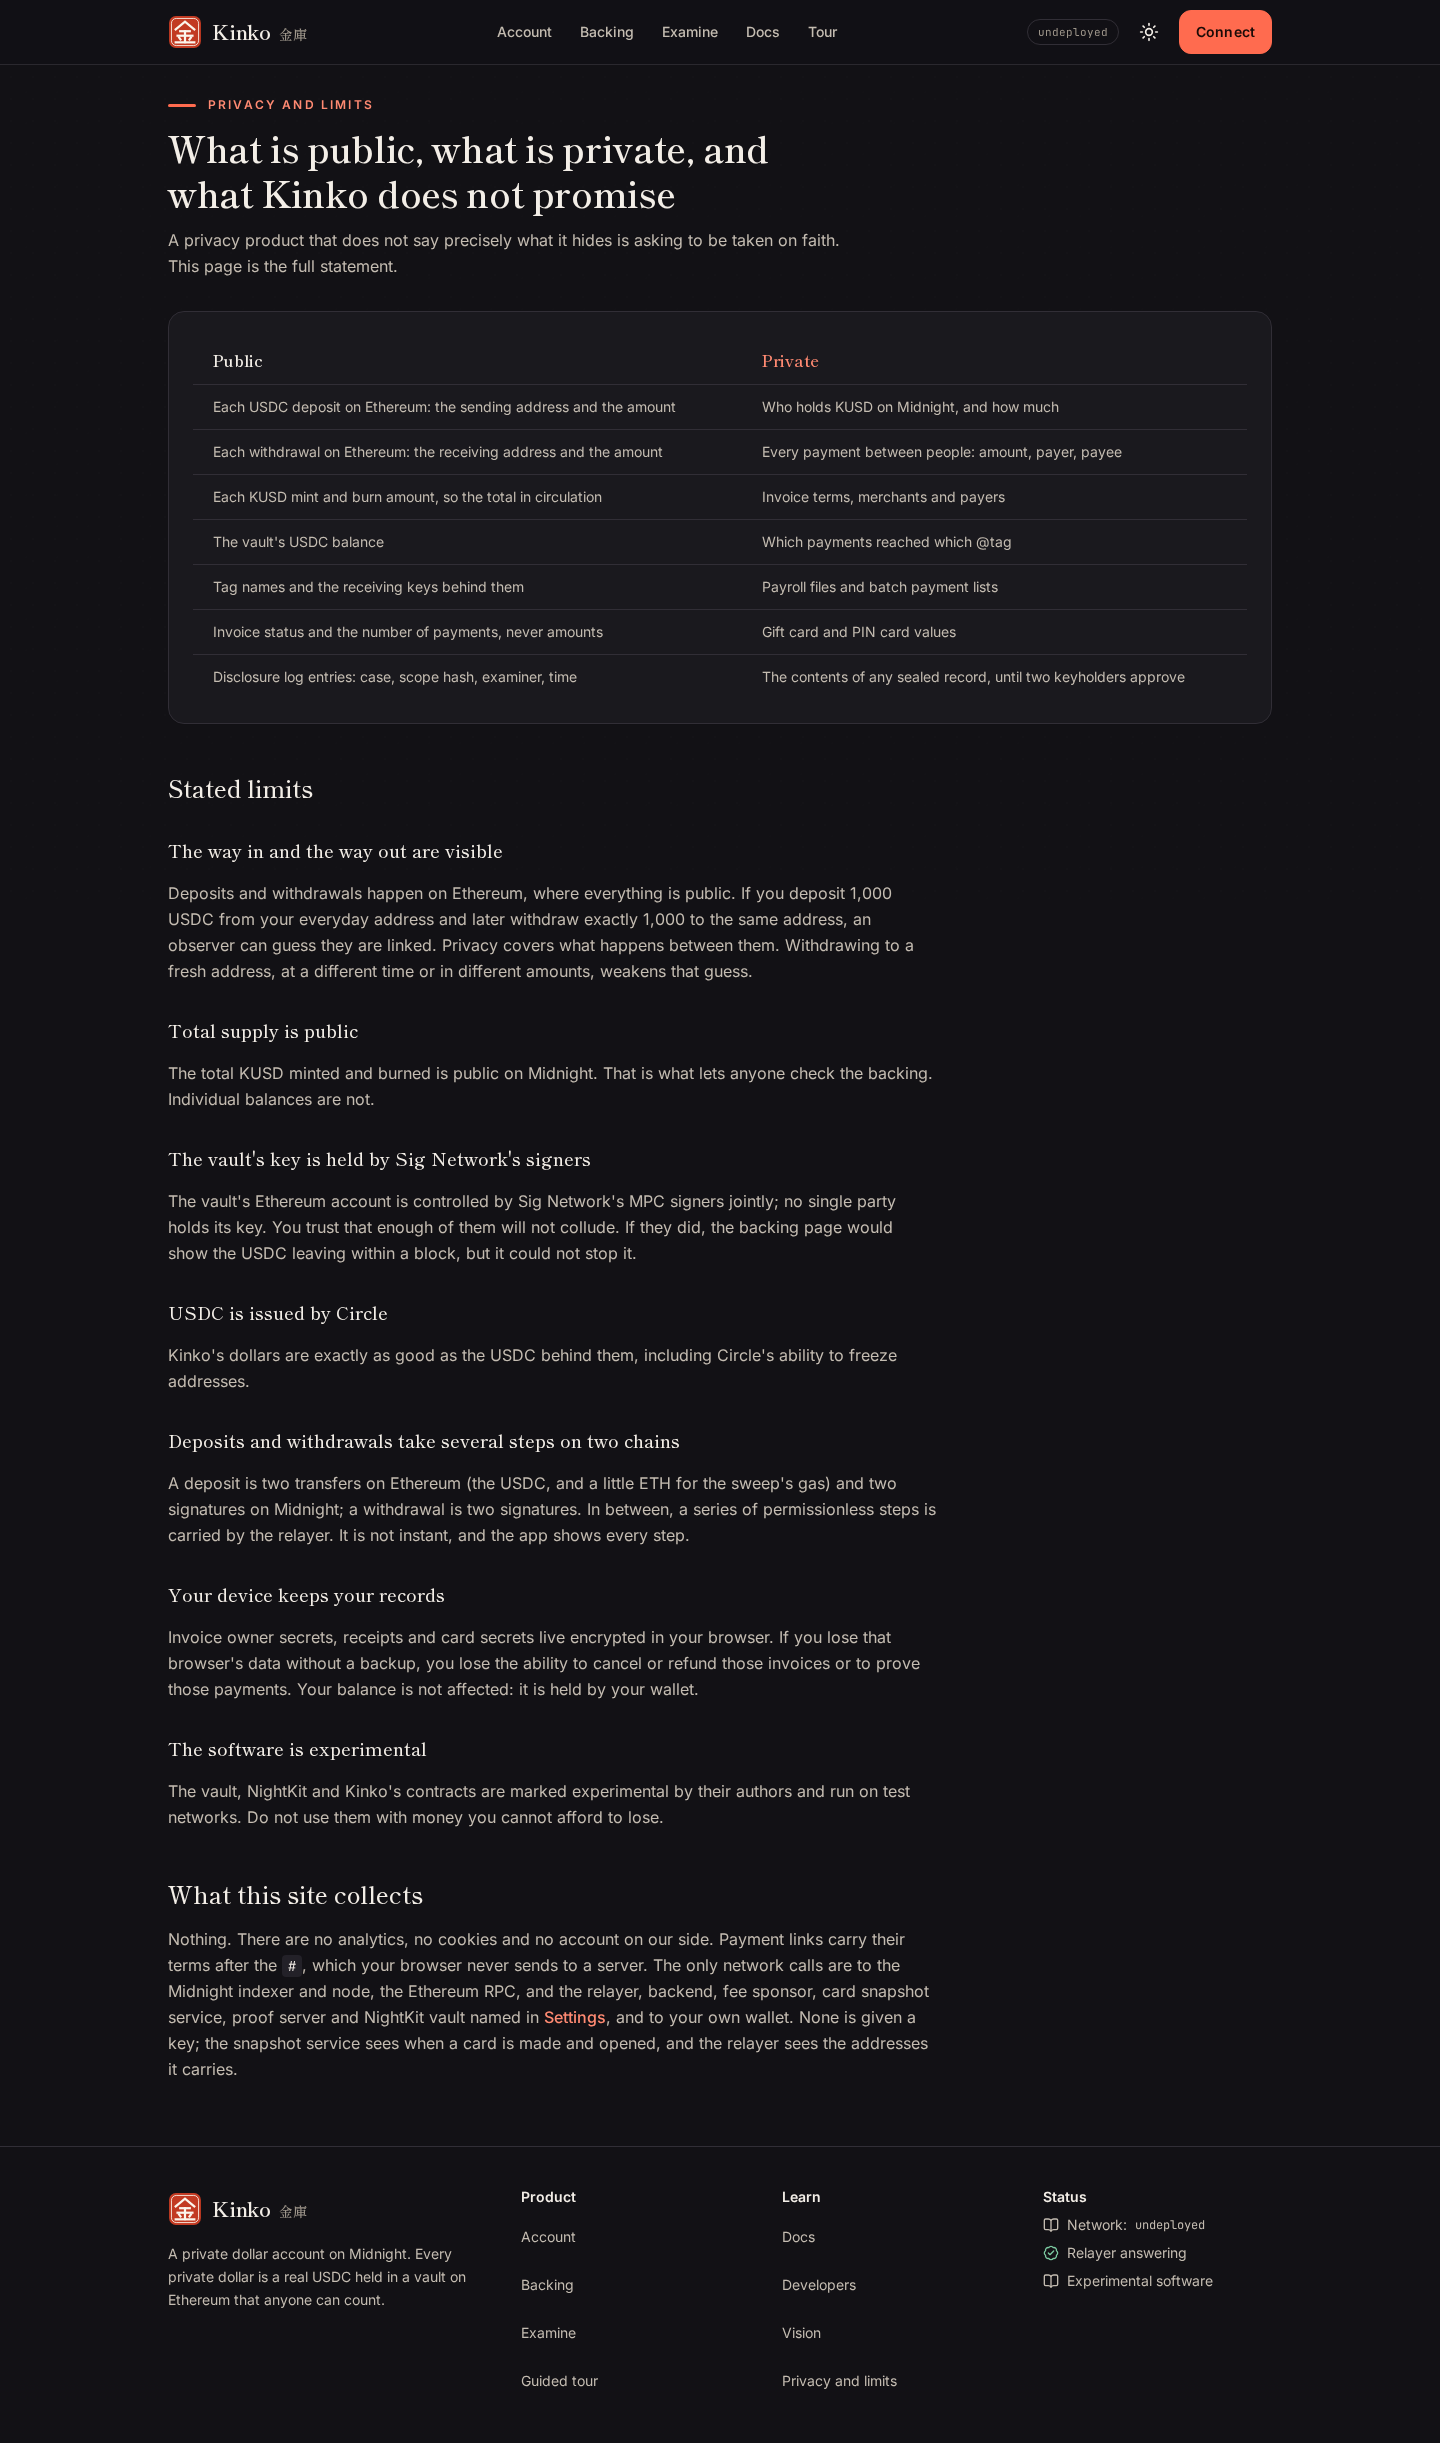 金 Kinko 金庫
Account Backing Examine Docs Tour
undeployed
Connect
PRIVACY AND LIMITS
What is public, what is private, and
what Kinko does not promise
A privacy product that does not say precisely what it hides is asking to be taken on faith.
This page is the full statement.
Public Private
Each USDC deposit on Ethereum: the sending address and the amount Who holds KUSD on Midnight, and how much
Each withdrawal on Ethereum: the receiving address and the amount Every payment between people: amount, payer, payee
Each KUSD mint and burn amount, so the total in circulation Invoice terms, merchants and payers
The vault's USDC balance Which payments reached which @tag
Tag names and the receiving keys behind them Payroll files and batch payment lists
Invoice status and the number of payments, never amounts Gift card and PIN card values
Disclosure log entries: case, scope hash, examiner, time The contents of any sealed record, until two keyholders approve
Stated limits
The way in and the way out are visible
Deposits and withdrawals happen on Ethereum, where everything is public. If you deposit 1,000
USDC from your everyday address and later withdraw exactly 1,000 to the same address, an
observer can guess they are linked. Privacy covers what happens between them. Withdrawing to a
fresh address, at a different time or in different amounts, weakens that guess.
Total supply is public
The total KUSD minted and burned is public on Midnight. That is what lets anyone check the backing.
Individual balances are not.
The vault's key is held by Sig Network's signers
The vault's Ethereum account is controlled by Sig Network's MPC signers jointly; no single party
holds its key. You trust that enough of them will not collude. If they did, the backing page would
show the USDC leaving within a block, but it could not stop it.
USDC is issued by Circle
Kinko's dollars are exactly as good as the USDC behind them, including Circle's ability to freeze
addresses.
Deposits and withdrawals take several steps on two chains
A deposit is two transfers on Ethereum (the USDC, and a little ETH for the sweep's gas) and two
signatures on Midnight; a withdrawal is two signatures. In between, a series of permissionless steps is
carried by the relayer. It is not instant, and the app shows every step.
Your device keeps your records
Invoice owner secrets, receipts and card secrets live encrypted in your browser. If you lose that
browser's data without a backup, you lose the ability to cancel or refund those invoices or to prove
those payments. Your balance is not affected: it is held by your wallet.
The software is experimental
The vault, NightKit and Kinko's contracts are marked experimental by their authors and run on test
networks. Do not use them with money you cannot afford to lose.
What this site collects
Nothing. There are no analytics, no cookies and no account on our side. Payment links carry their
terms after the #, which your browser never sends to a server. The only network calls are to the
Midnight indexer and node, the Ethereum RPC, and the relayer, backend, fee sponsor, card snapshot
service, proof server and NightKit vault named in Settings, and to your own wallet. None is given a
key; the snapshot service sees when a card is made and opened, and the relayer sees the addresses
it carries.
金 Kinko 金庫
A private dollar account on Midnight. Every
private dollar is a real USDC held in a vault on
Ethereum that anyone can count.
Product
Account
Backing
Examine
Guided tour
Learn
Docs
Developers
Vision
Privacy and limits
Status
Network: undeployed
Relayer answering
Experimental software